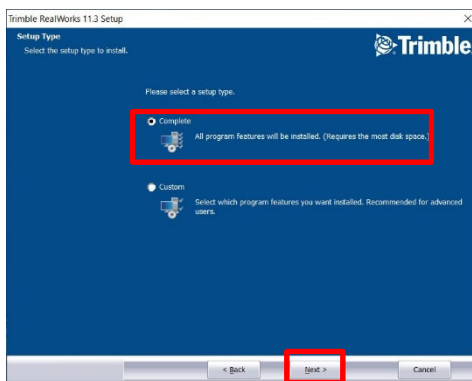 Trimble RealWorks 11.3 Setup
Setup Type
Select the setup type to install.
Trimble
Please select a setup type.
Complete
All program features will be installed. (Requires the most disk space.)
Custom
Select which program features you want installed. Recommended for advanced
users.
< Back
Next >
Cancel